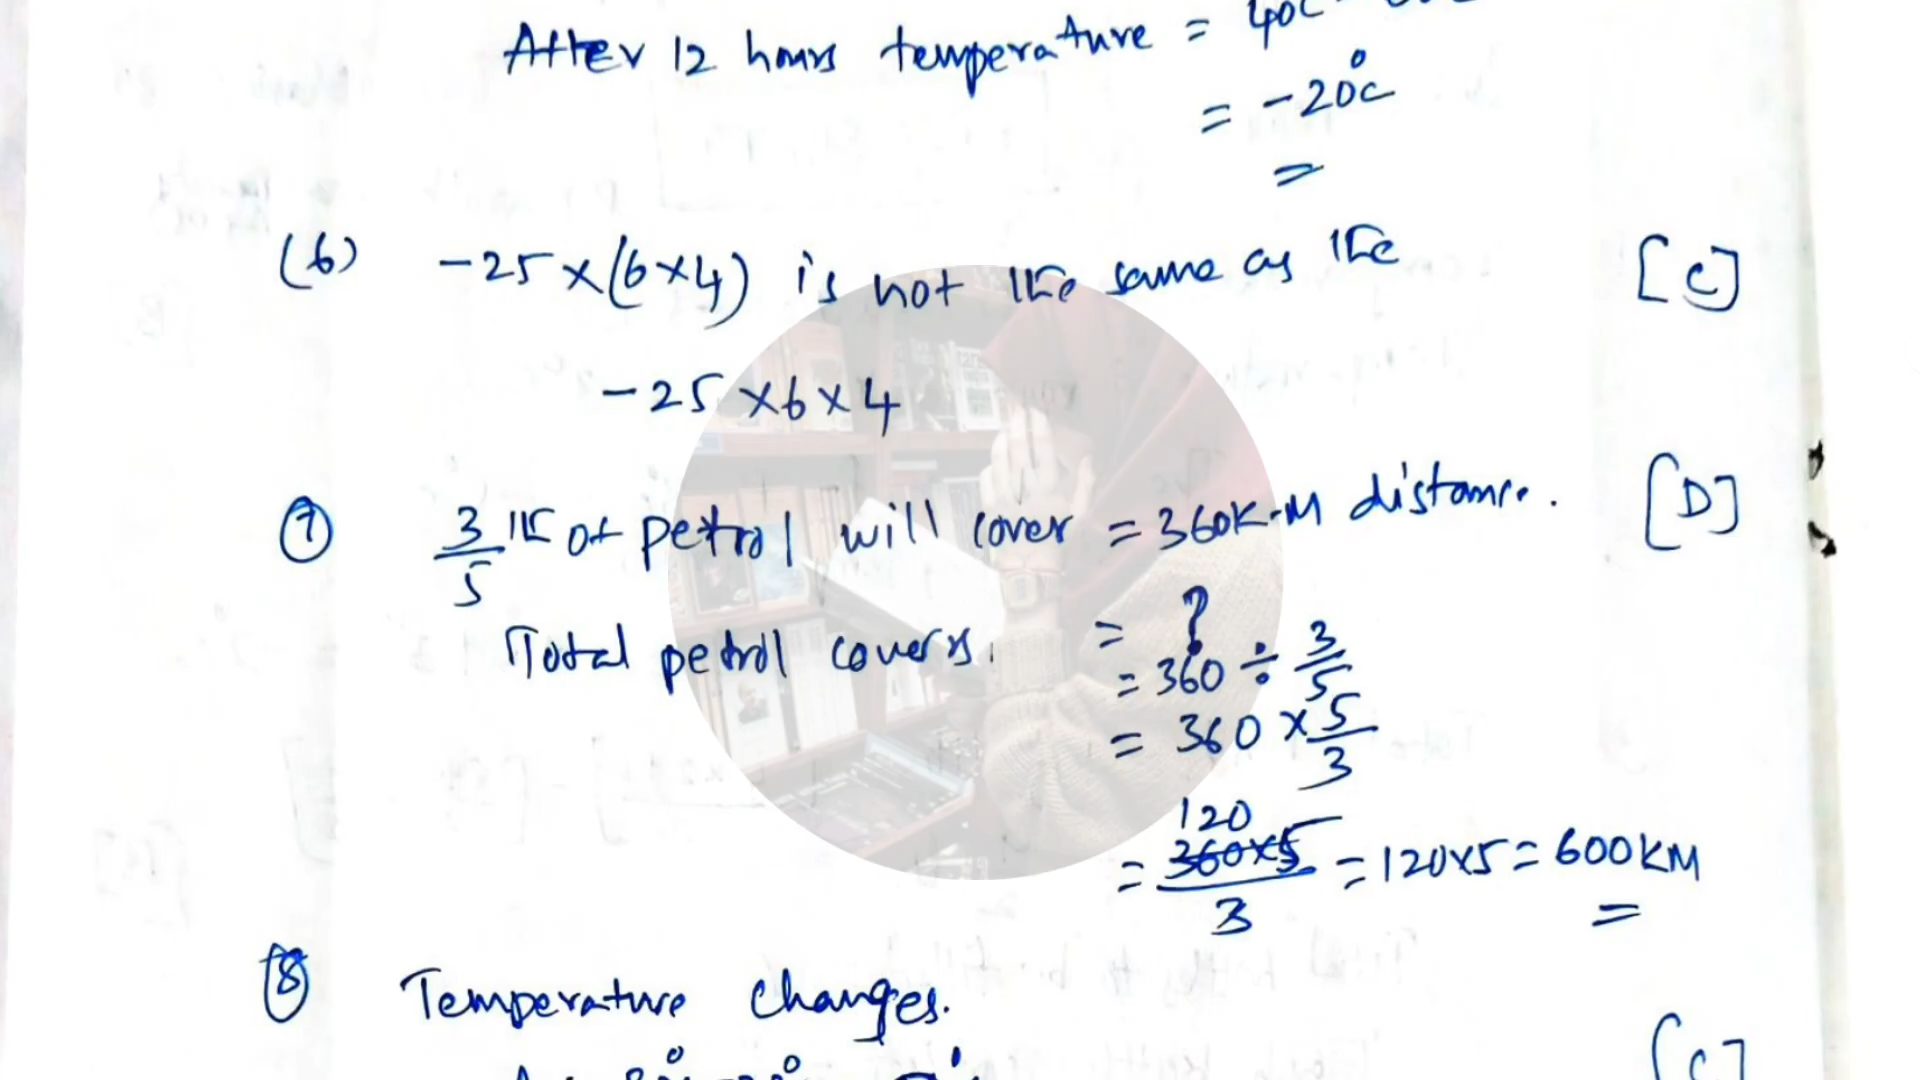 After 12 hours temperature = 40c
= -20°c
=
(6) -25 × (6×4) is not the same as the [C]
-25 × 6 × 4
(7) 3/5 of petrol will cover = 360K.M distance. [D]
Total petrol covers. = ?
= 360 ÷ 3/5
= 360 × 5/3
120
= 360×5/3 = 120×5 = 600KM
=
(8) Temperature changes.
[C]